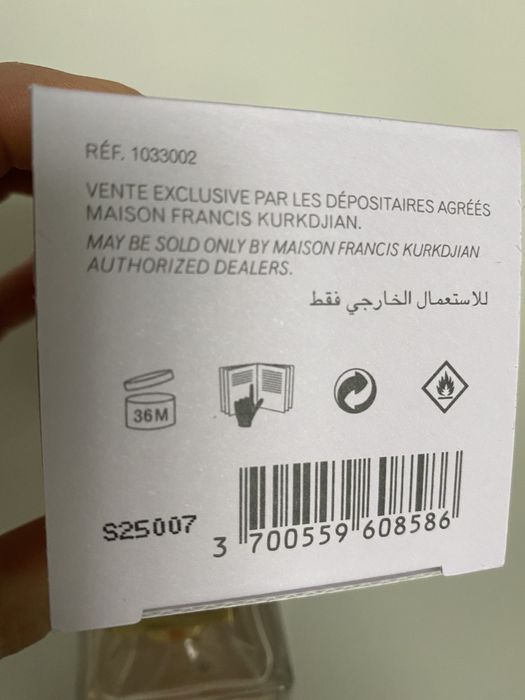 RÉF. 1033002
VENTE EXCLUSIVE PAR LES DÉPOSITAIRES AGRÉÉS
MAISON FRANCIS KURKDJIAN.
MAY BE SOLD ONLY BY MAISON FRANCIS KURKDJIAN
AUTHORIZED DEALERS.
للاستعمال الخارجي فقط
36M
S25007
3 700559 608586